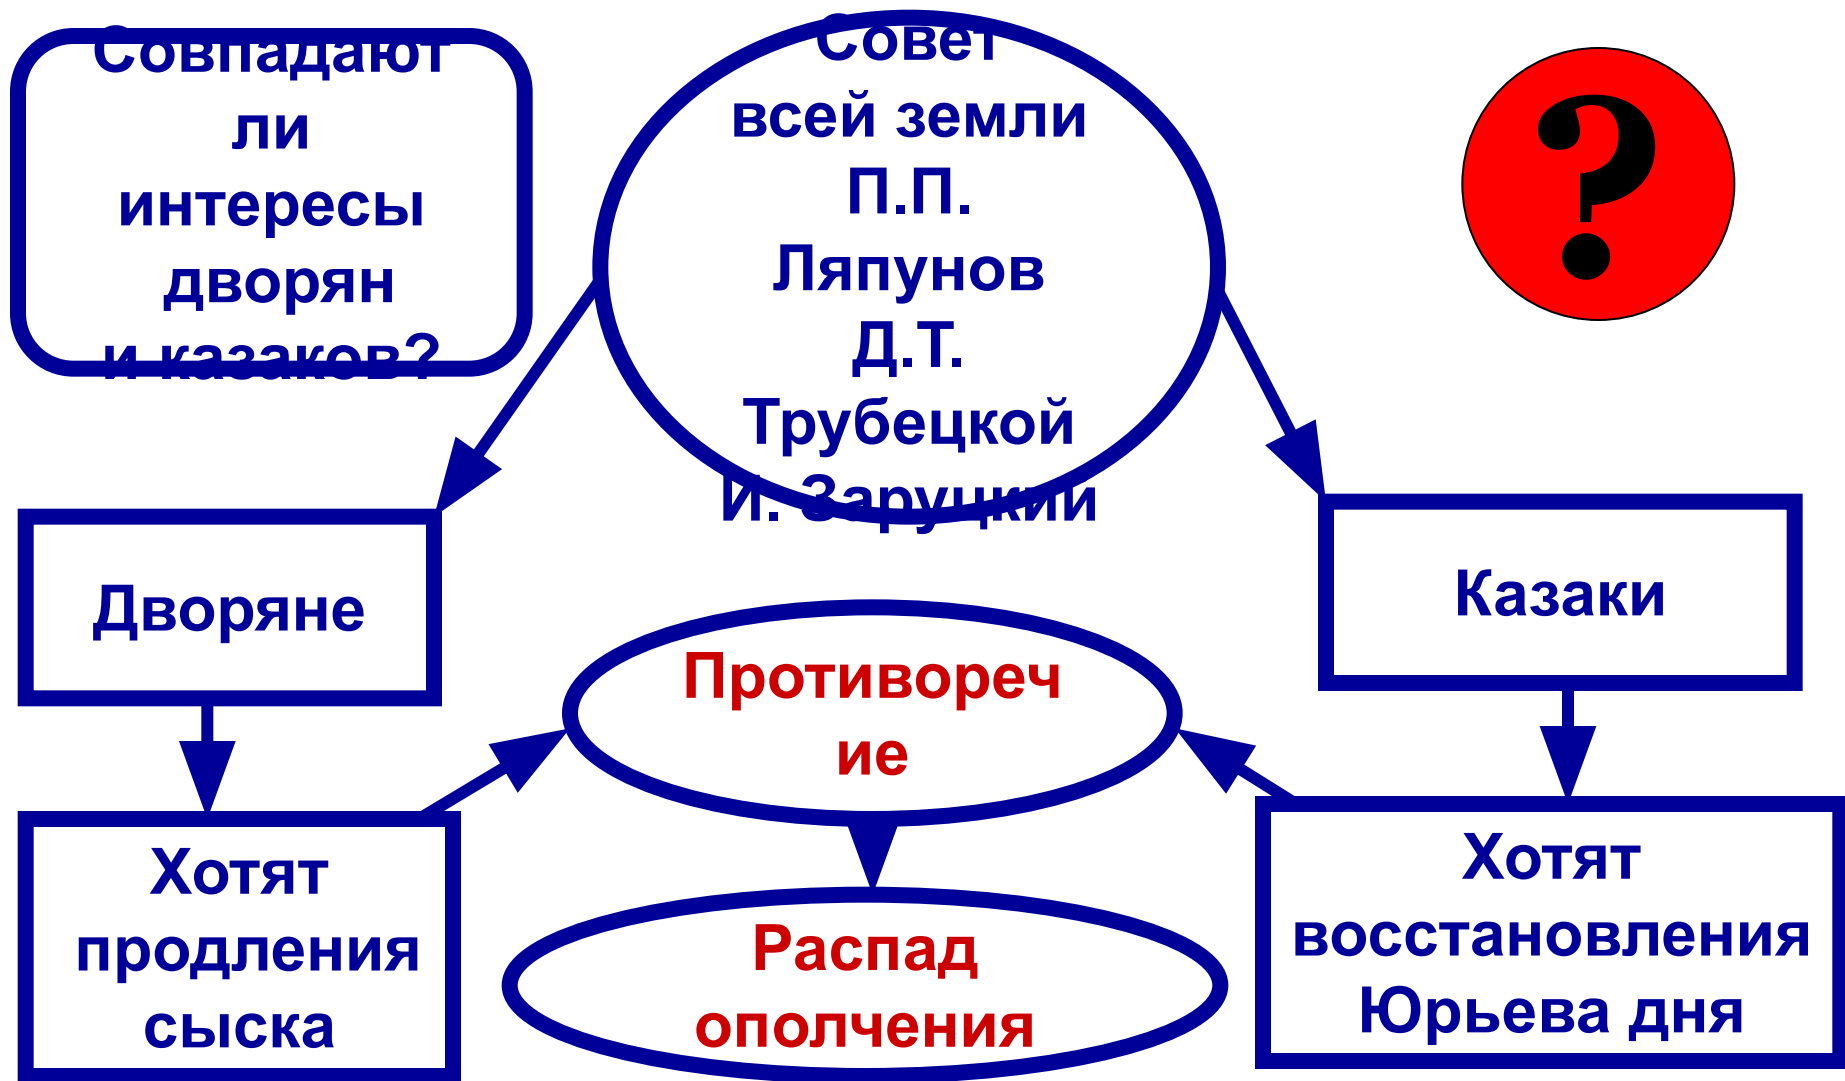 Совпадают
ли
интересы
дворян
и казаков?
Совет
всей земли
П.П.
Ляпунов
Д.Т.
Трубецкой
И. Заруцкий
?
Дворяне
Казаки
Противореч
ие
Хотят
продления
сыска
Распад
ополчения
Хотят
восстановления
Юрьева дня